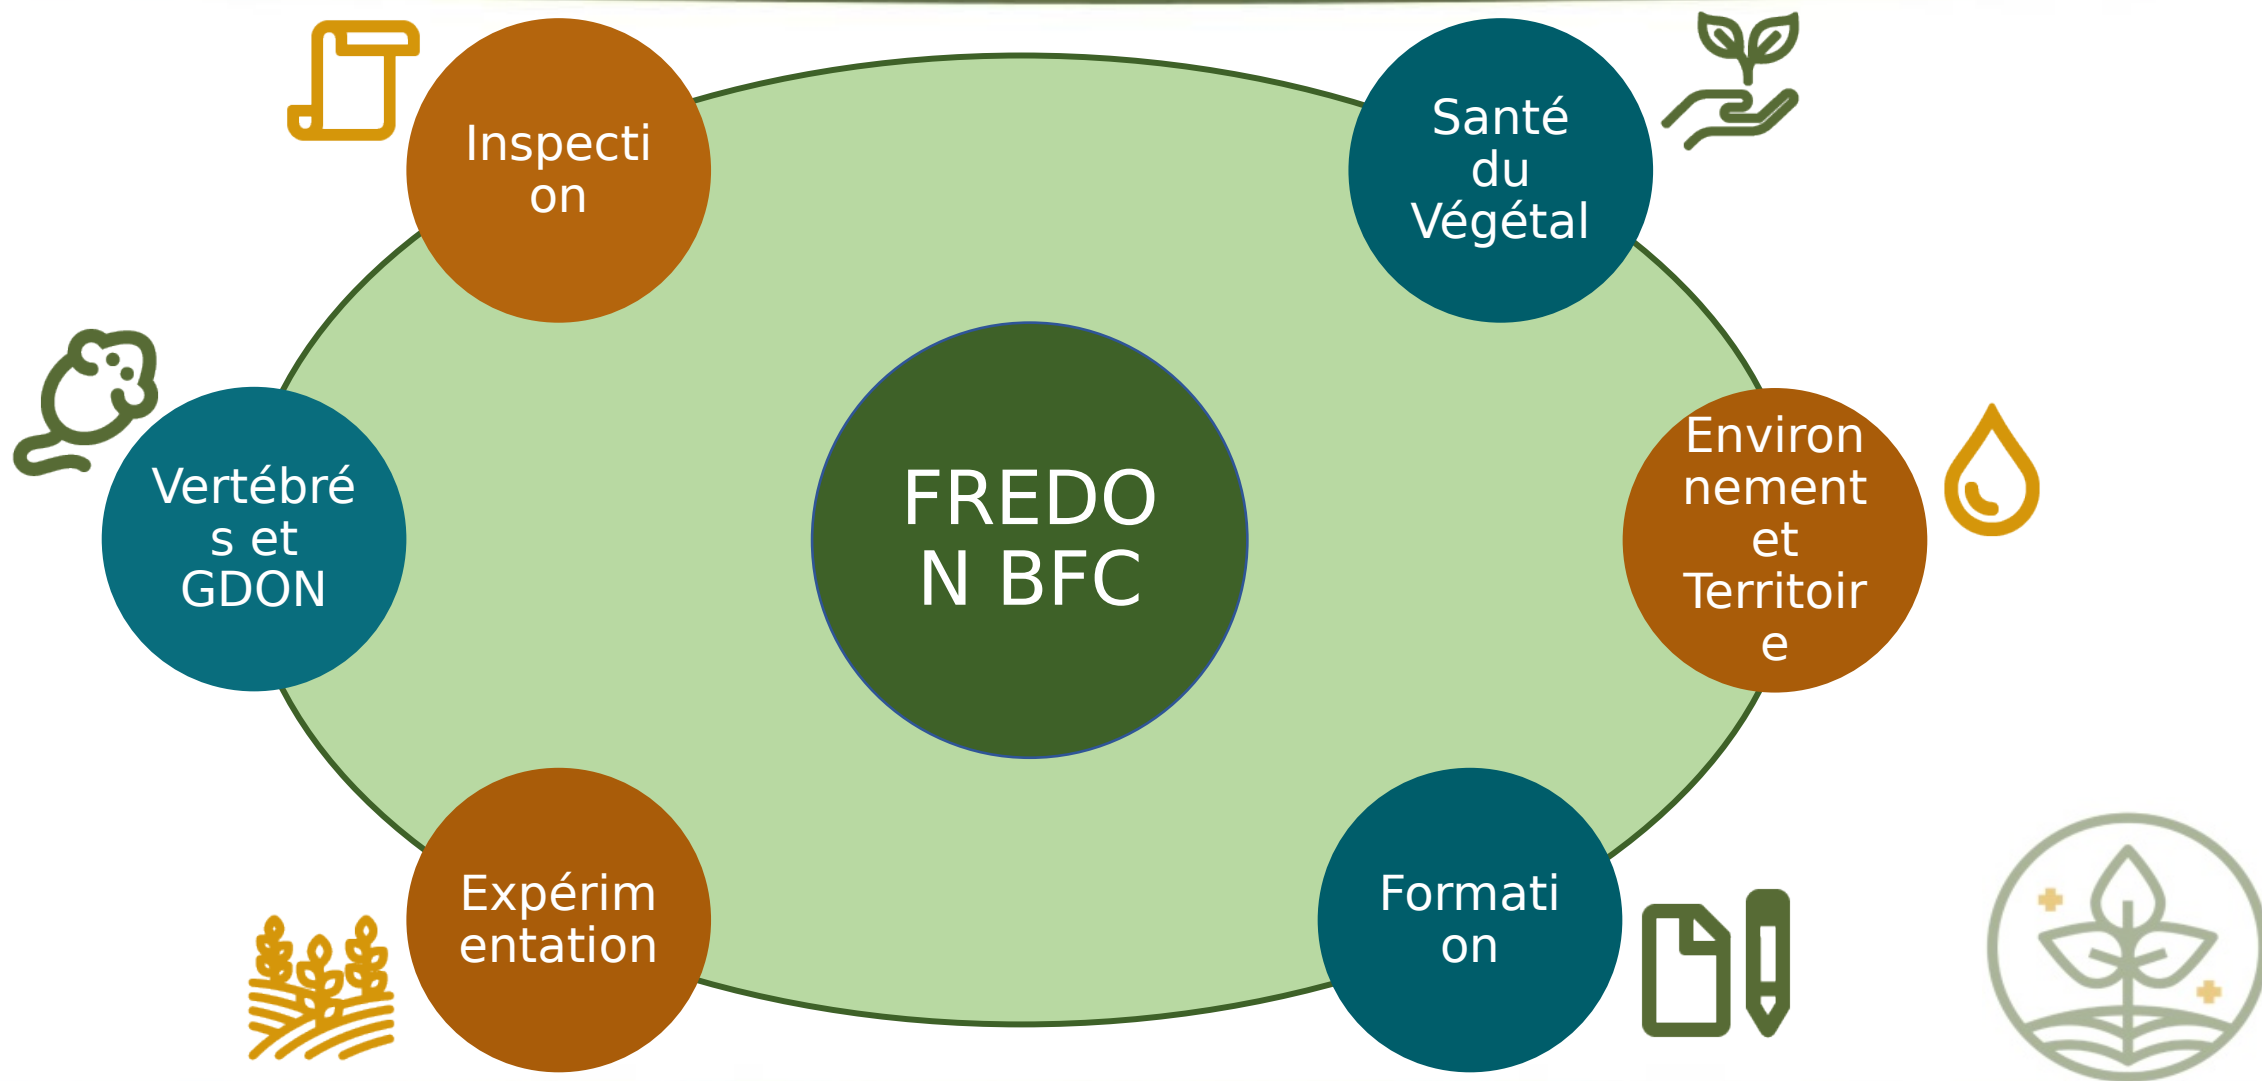 Inspecti
on
Santé
du
Végétal
Vertébré
s et
GDON
FREDO
N BFC
Environ
nement
et
Territoir
e
Expérim
entation
Formati
on